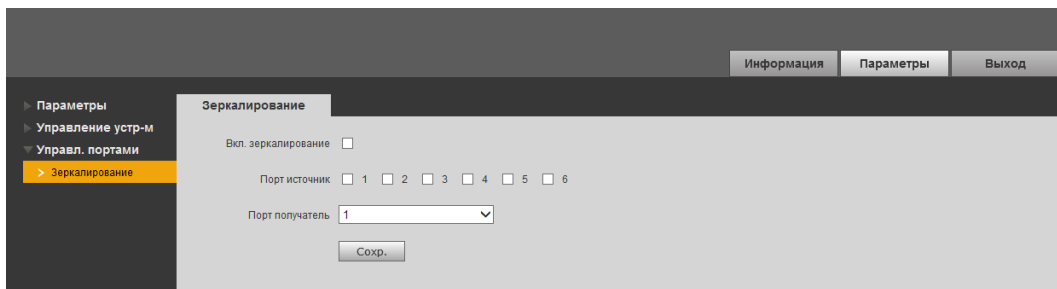 Информация Параметры Выход
Параметры
Управление устр-м
Управл. портами
> Зеркалирование
Зеркалирование
Вкл. зеркалирование
Порт источник 1 2 3 4 5 6
Порт получатель 1
Сохр.